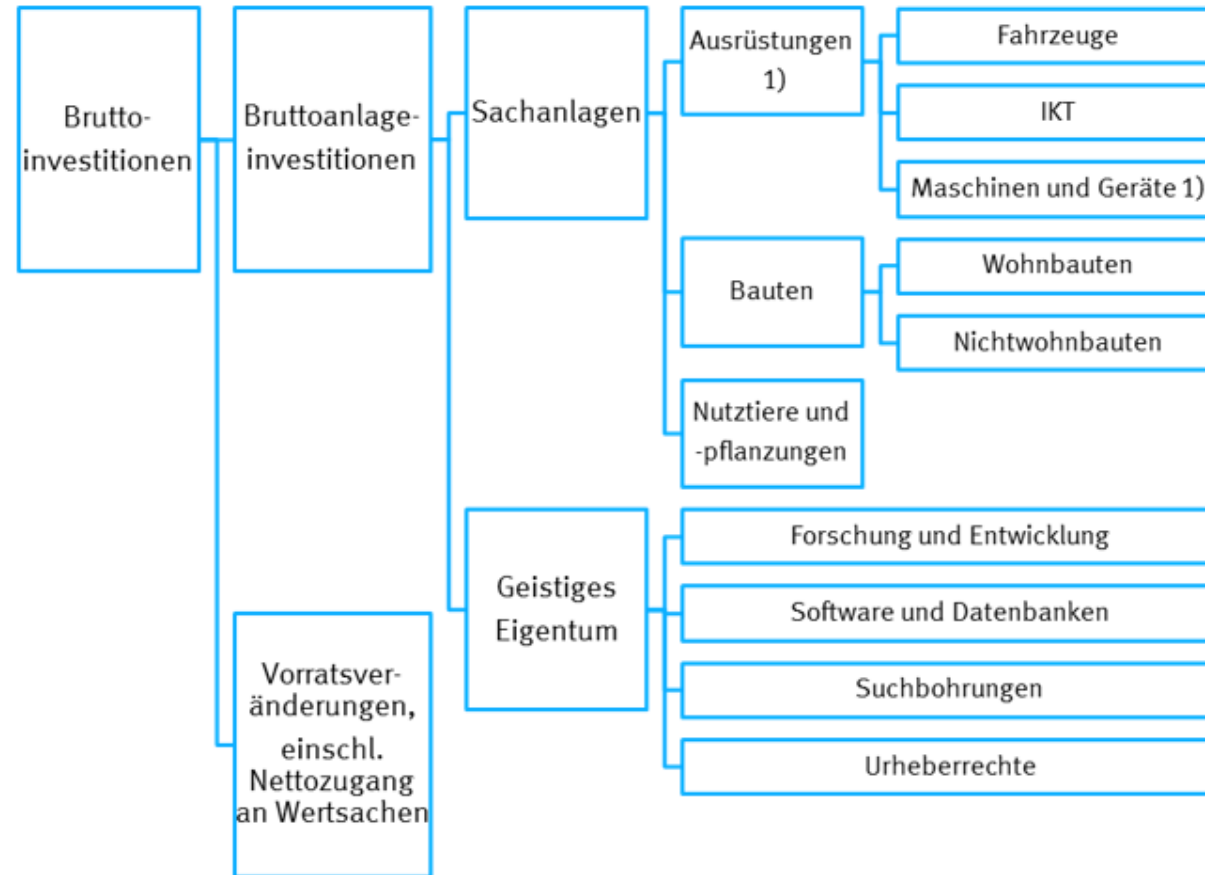 Brutto-
investitionen
Bruttoanlage-
investitionen
Sachanlagen
Ausrüstungen
1)
Fahrzeuge
IKT
Maschinen und Geräte 1)
Bauten
Wohnbauten
Nichtwohnbauten
Nutztiere und
-pflanzungen
Geistiges
Eigentum
Forschung und Entwicklung
Software und Datenbanken
Suchbohrungen
Urheberrechte
Vorratsver-
änderungen,
einschl.
Nettozugang
an Wertsachen